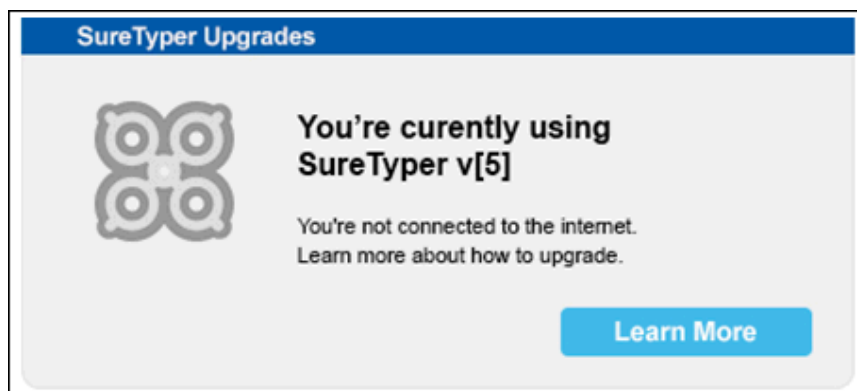 SureTyper Upgrades
You're curently using
SureTyper v[5]
You're not connected to the internet.
Learn more about how to upgrade.
Learn More